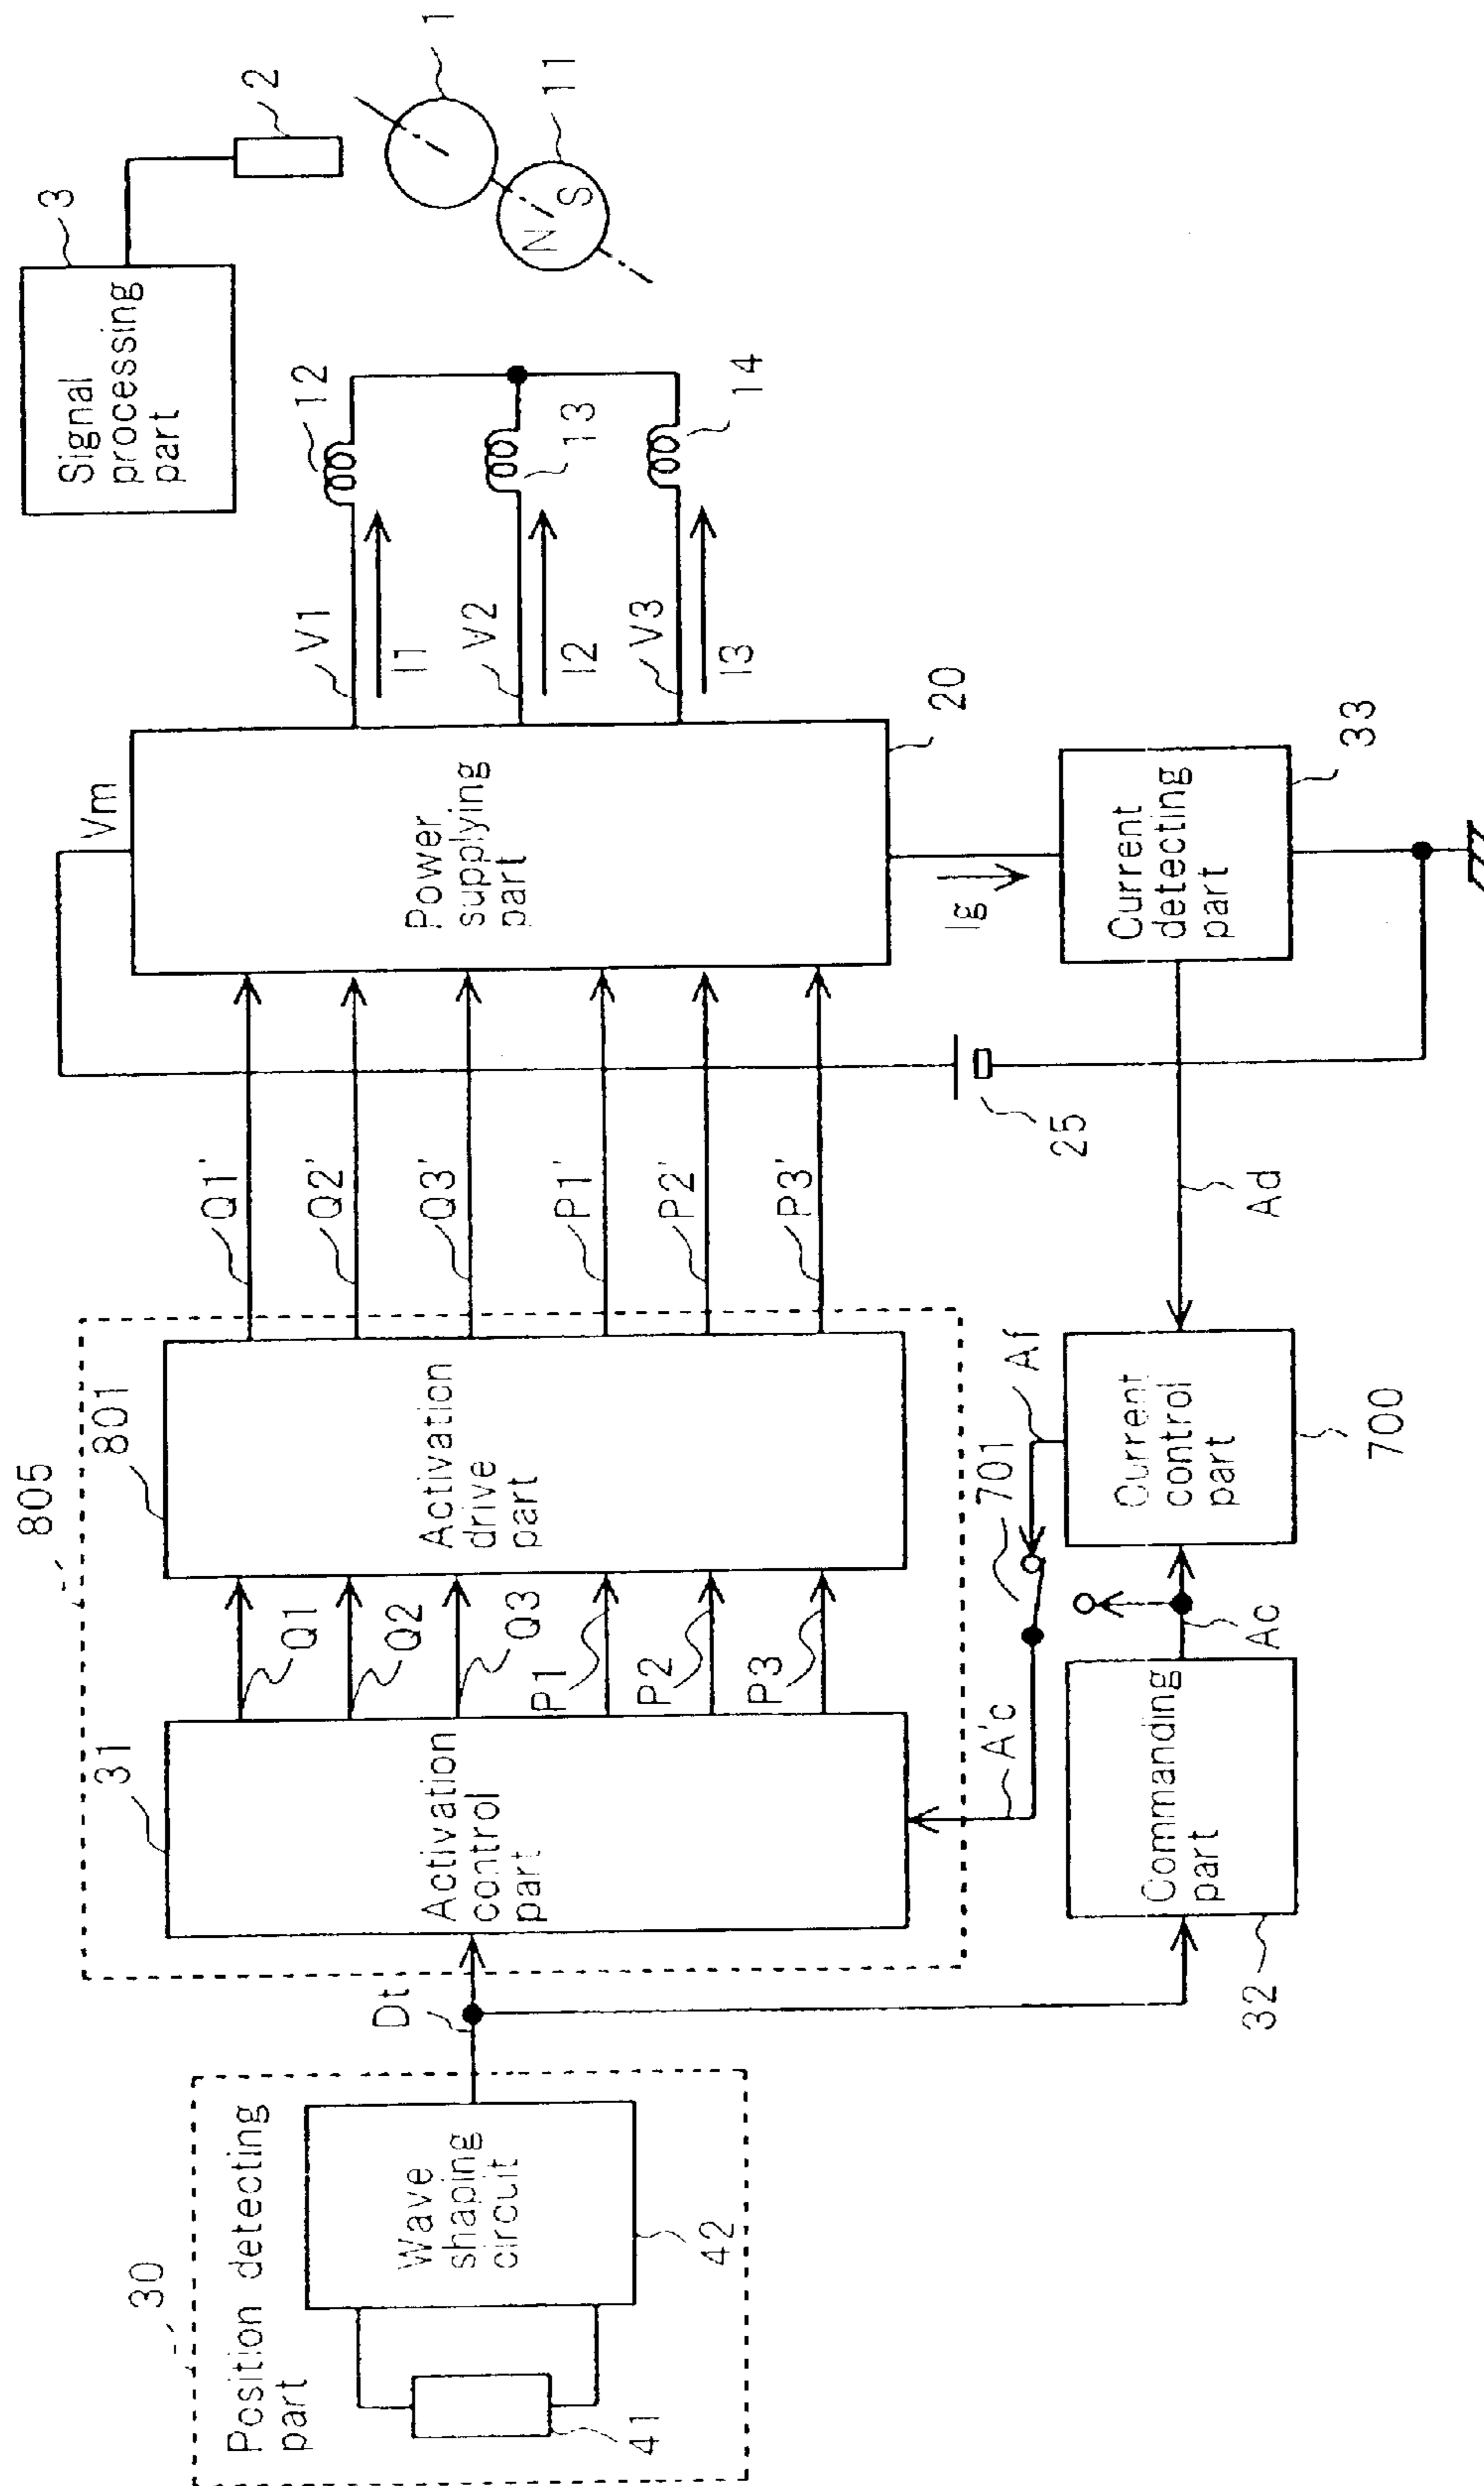 3
Signal
processing
part
2
1
11
N
S
12
13
14
V1
I1
V2
I2
V3
I3
Vm
Power
supplying
part
20
Ig
Current
detecting
part
33
25
Ad
Q1'
Q2'
Q3'
P1'
P2'
P3'
805
801
Activation
drive
part
Q1
Q2
Q3
P1
P2
P3
31
Activation
control
part
Af
701
A'c
Current
control
part
700
Ac
Commanding
part
32
Dt
30
Position detecting
part
Wave
shaping
circuit
42
41